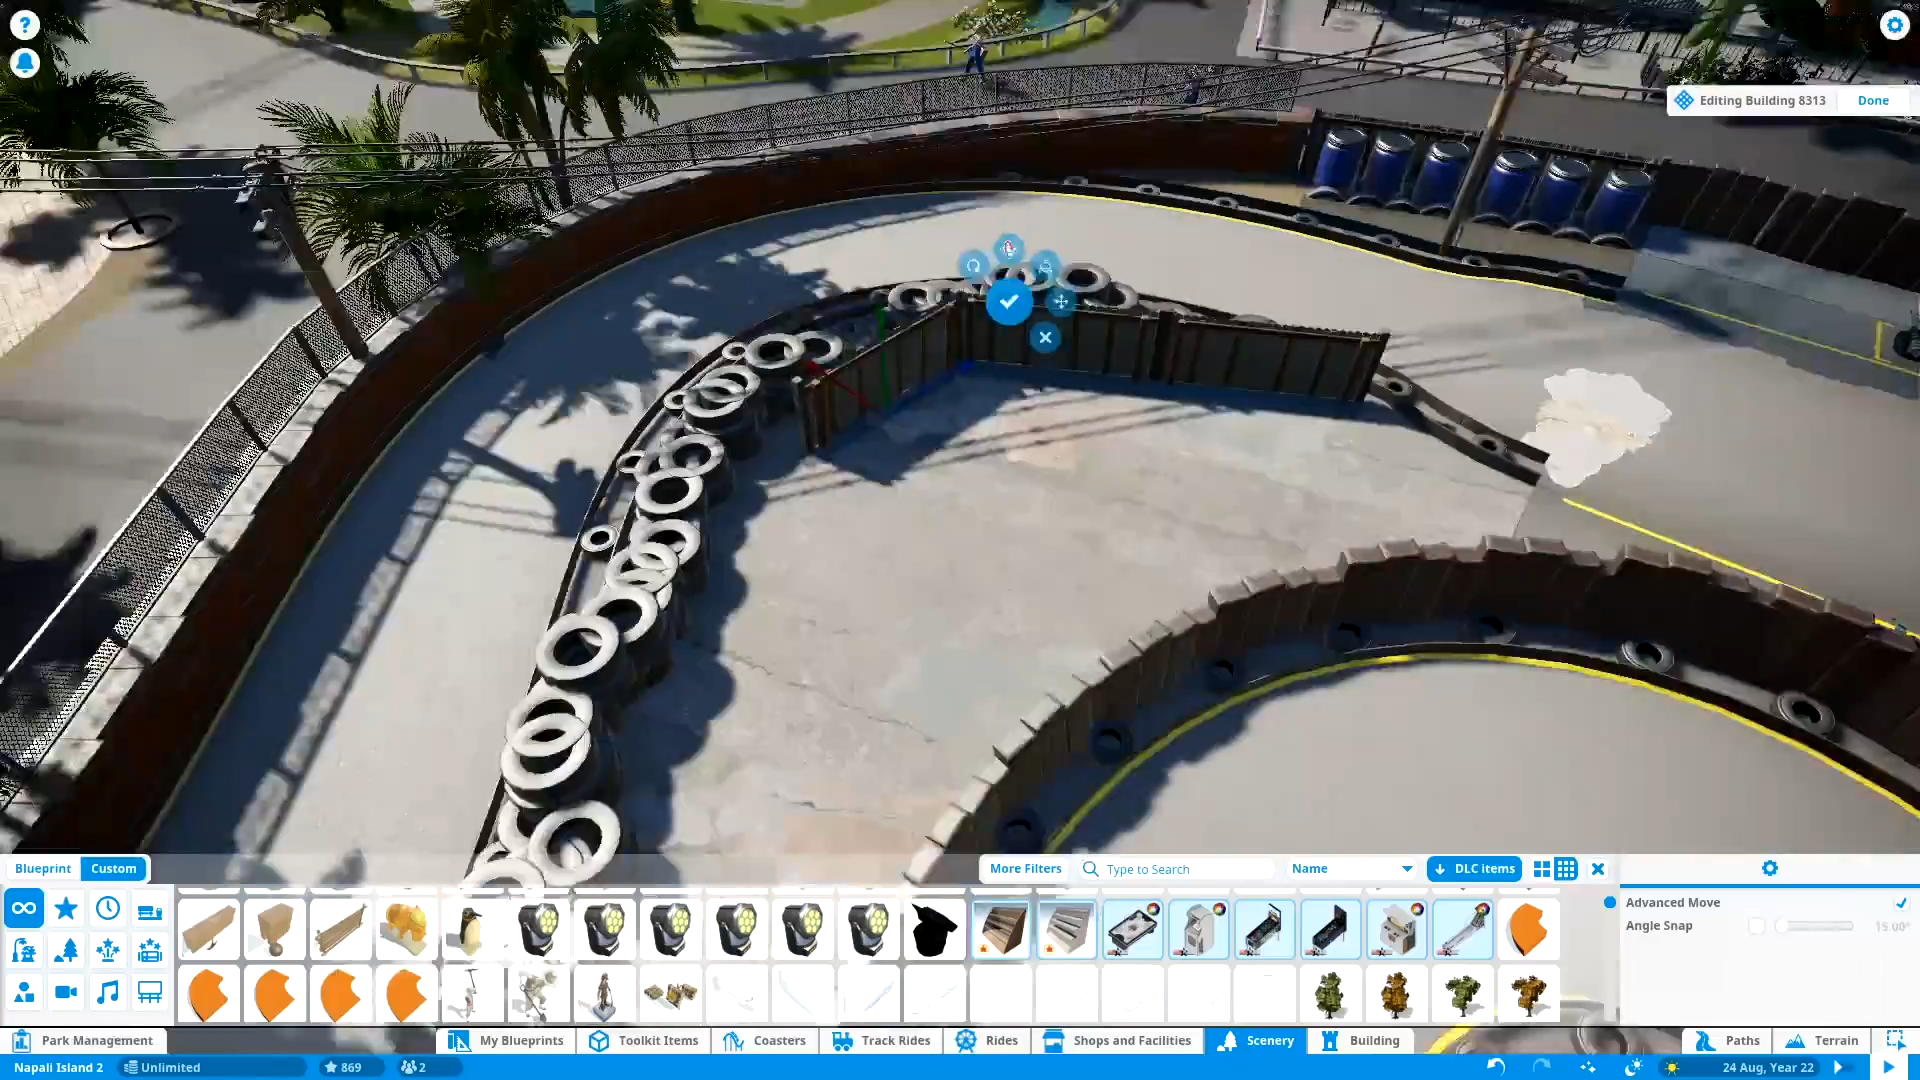 ?
Editing Building 8313 Done
Blueprint Custom
More Filters Type to Search Name DLC items
Advanced Move
Angle Snap 15.00°
Park Management My Blueprints Toolkit Items Coasters Track Rides Rides Shops and Facilities Scenery Building Paths Terrain
Napali Island 2 Unlimited 869 2 24 Aug, Year 22